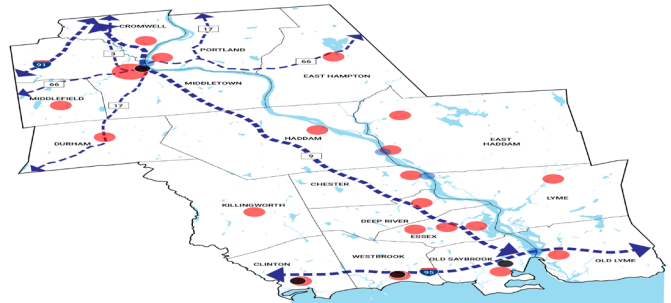 CROMWELL
17
3
PORTLAND
91
66
66
EAST HAMPTON
MIDDLETOWN
MIDDLEFIELD
17
DURHAM
HADDAM
EAST
HADDAM
9
CHESTER
LYME
KILLINGWORTH
DEEP RIVER
ESSEX
WESTBROOK
OLD SAYBROOK
OLD LYME
CLINTON
95